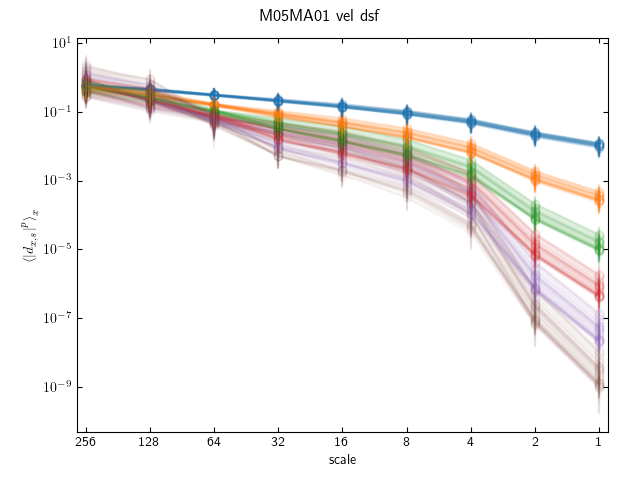 M05MA01 vel dsf
10^1
10^{-1}
10^{-3}
10^{-5}
10^{-7}
10^{-9}
⟨|d_{x,s}|^p⟩_x
256 128 64 32 16 8 4 2 1
scale